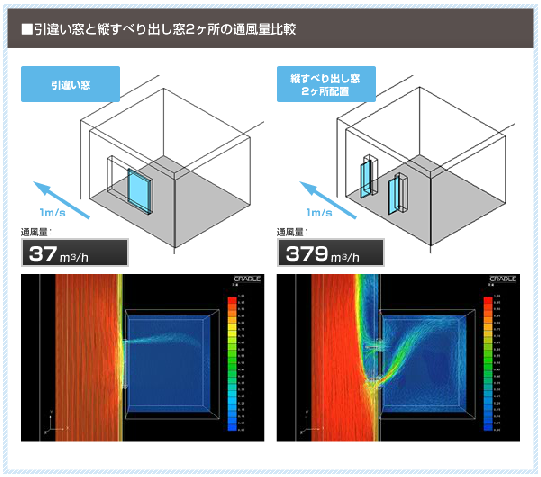 ■引違い窓と縦すべり出し窓2ヶ所の通風量比較
引違い窓
1m/s
通風量
37 m3/h
CRADLE
縦すべり出し窓
2ヶ所配置
1m/s
通風量
379 m3/h
CRADLE